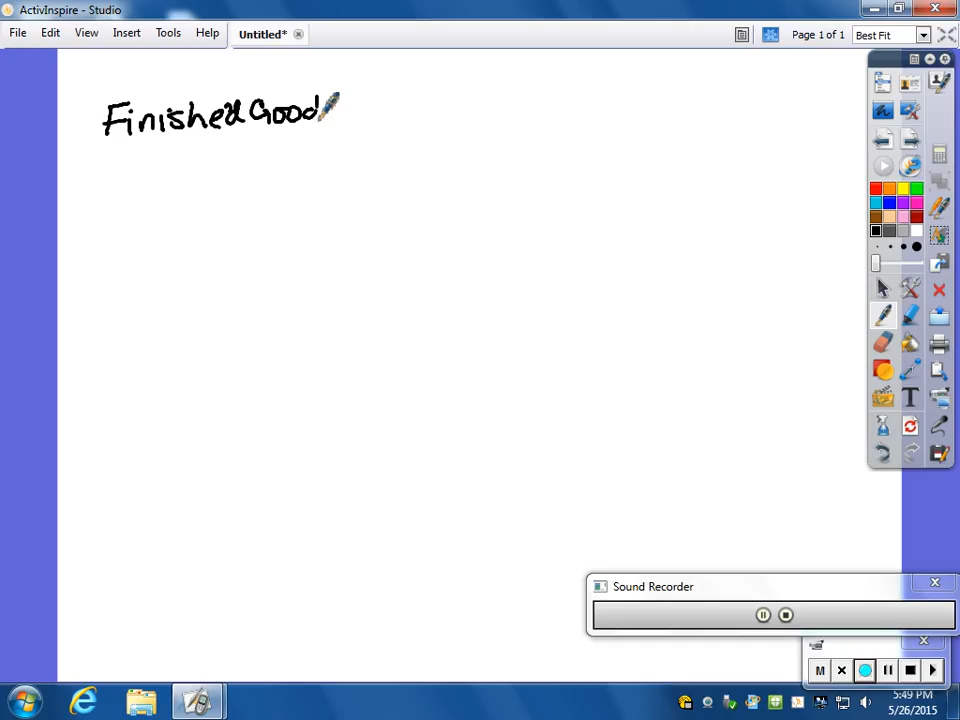 ActivInspire - Studio
File Edit View Insert Tools Help Untitled* Page 1 of 1 Best Fit
Finished Good
T
Sound Recorder
M
5:49 PM
5/26/2015